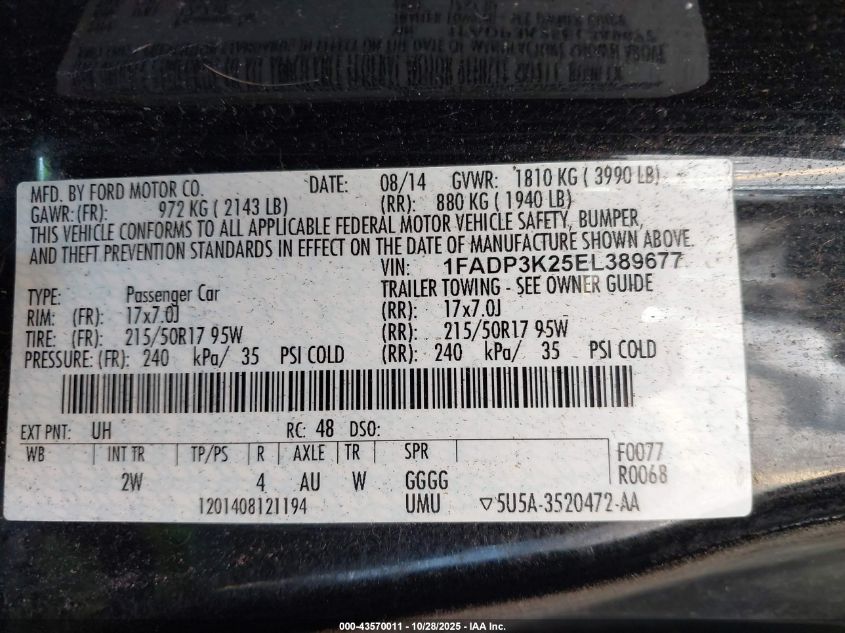 MFD. BY FORD MOTOR CO. DATE: 08/14 GVWR: 1810 KG ( 3990 LB)
GAWR: (FR): 972 KG ( 2143 LB) (RR): 880 KG ( 1940 LB)
THIS VEHICLE CONFORMS TO ALL APPLICABLE FEDERAL MOTOR VEHICLE SAFETY, BUMPER,
AND THEFT PREVENTION STANDARDS IN EFFECT ON THE DATE OF MANUFACTURE SHOWN ABOVE.
VIN: 1FADP3K25EL389677
TYPE: Passenger Car TRAILER TOWING - SEE OWNER GUIDE
RIM: (FR): 17x7.0J (RR): 17x7.0J
TIRE: (FR): 215/50R17 95W (RR): 215/50R17 95W
PRESSURE: (FR): 240 kPa/ 35 PSI COLD (RR): 240 kPa/ 35 PSI COLD
EXT PNT: UH RC: 48 DSO:
WB INT TR TP/PS R AXLE TR SPR F0077
2W 4 AU W GGGG R0068
1201408121194 UMU ▽5U5A-3520472-AA
000-43570011 - 10/28/2025 - IAA Inc.